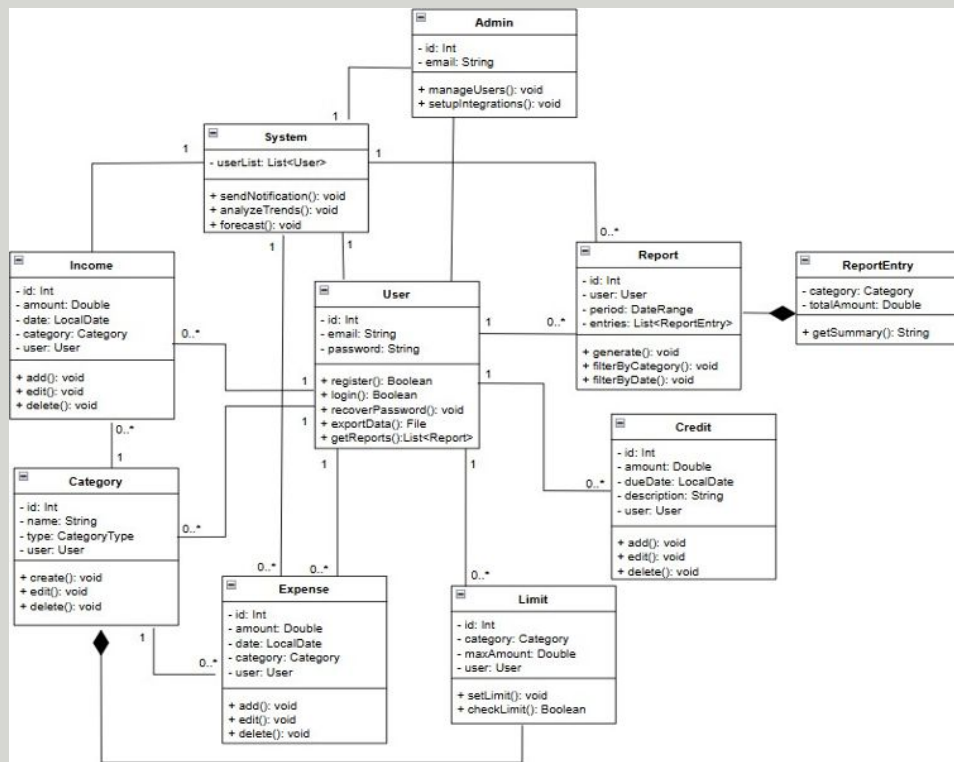 Admin
- id: Int
- email: String
+ manageUsers(): void
+ setupIntegrations(): void
1
System
- userList: List<User>
+ sendNotification(): void
+ analyzeTrends(): void
+ forecast(): void
1
1
1
1
0..*
Income
- id: Int
- amount: Double
- date: LocalDate
- category: Category
- user: User
+ add(): void
+ edit(): void
+ delete(): void
0..*
0..*
1
User
- id: Int
- email: String
- password: String
+ register(): Boolean
+ login(): Boolean
+ recoverPassword(): void
+ exportData(): File
+ getReports():List<Report>
1
1
1
1
1
1
0..*
Report
- id: Int
- user: User
- period: DateRange
- entries: List<ReportEntry>
+ generate(): void
+ filterByCategory(): void
+ filterByDate(): void
ReportEntry
- category: Category
- totalAmount: Double
+ getSummary(): String
Category
- id: Int
- name: String
- type: CategoryType
- user: User
+ create(): void
+ edit(): void
+ delete(): void
0..*
1
0..*
Credit
- id: Int
- amount: Double
- dueDate: LocalDate
- description: String
- user: User
+ add(): void
+ edit(): void
+ delete(): void
0..*
0..*
0..*
Expense
- id: Int
- amount: Double
- date: LocalDate
- category: Category
- user: User
+ add(): void
+ edit(): void
+ delete(): void
0..*
0..*
Limit
- id: Int
- category: Category
- maxAmount: Double
- user: User
+ setLimit(): void
+ checkLimit(): Boolean